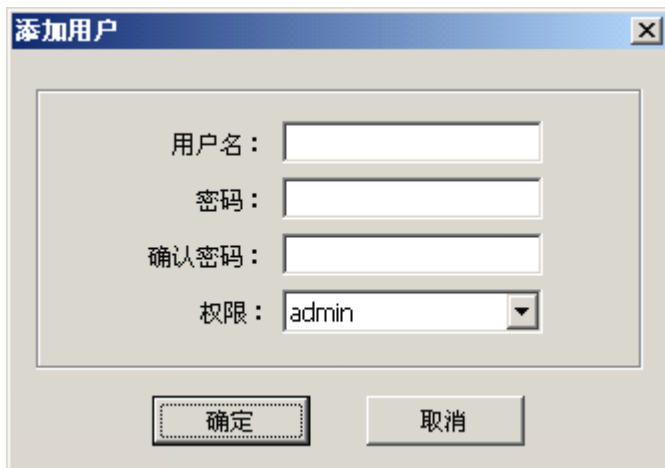 添加用户
用户名：
密码：
确认密码：
权限： admin
确定 取消